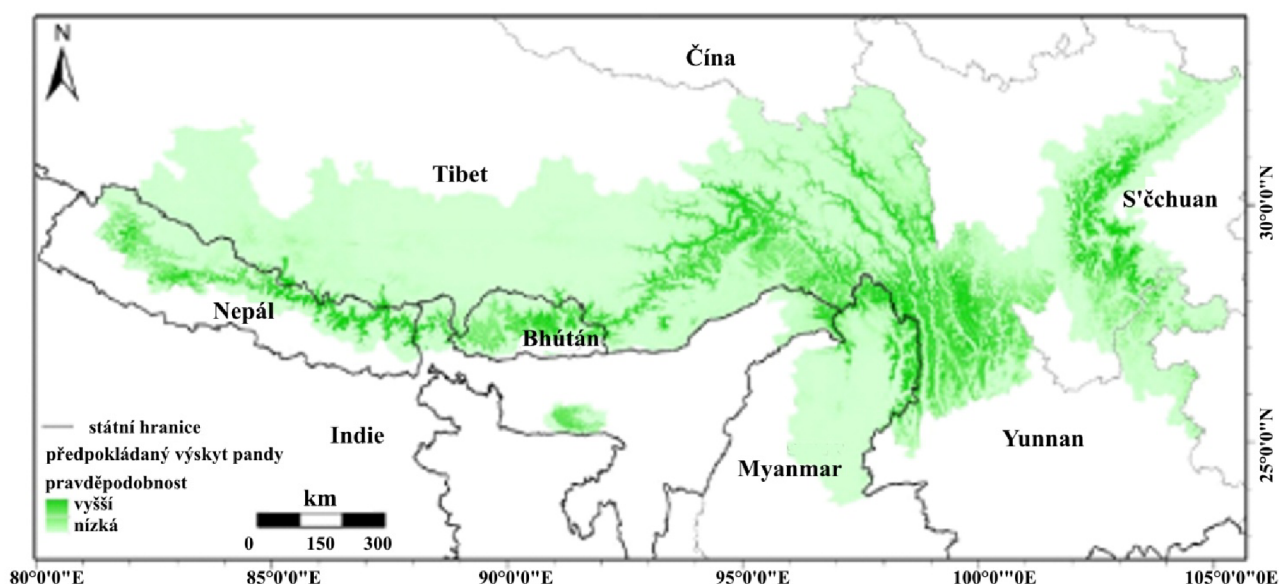 N
Čína
Tibet
S'čchuan
Nepál
Bhútán
Indie
Myanmar
Yunnan
státní hranice
předpokládaný výskyt pandy
pravděpodobnost
vyšší
nízká
km
0 150 300
30°0'0"N
25°0'0"N
80°0'0"E 85°0'0"E 90°0'0"E 95°0'0"E 100°0'0"E 105°0'0"E